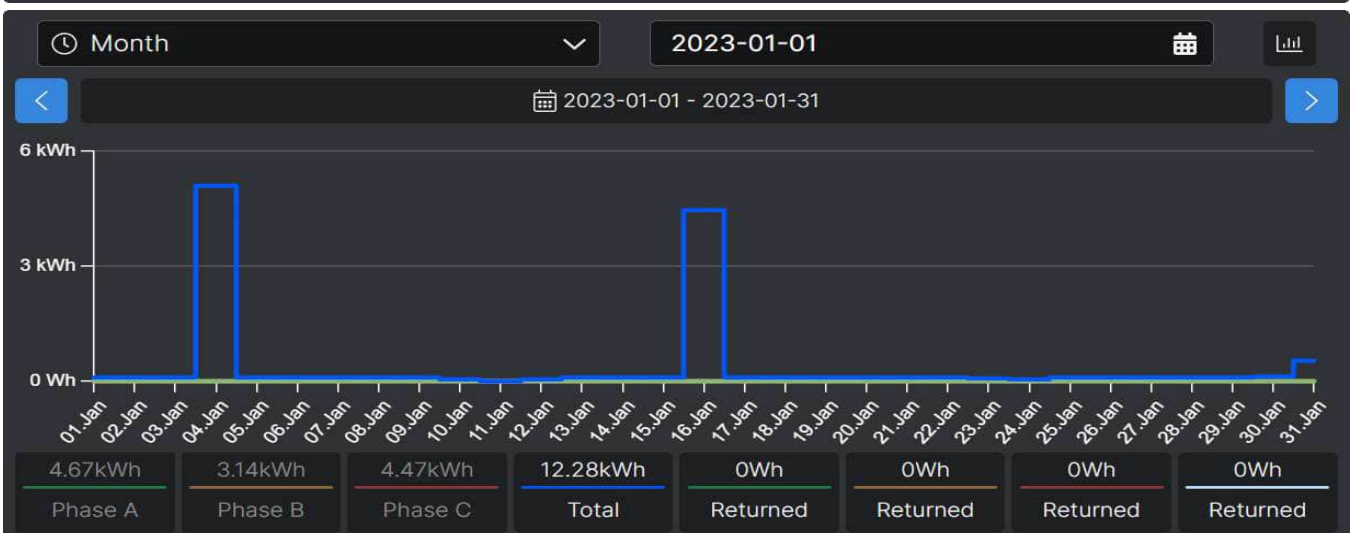 Month
2023-01-01
2023-01-01 - 2023-01-31
6 kWh
3 kWh
0 Wh
01.Jan 02.Jan 03.Jan 04.Jan 05.Jan 06.Jan 07.Jan 08.Jan 09.Jan 10.Jan 11.Jan 12.Jan 13.Jan 14.Jan 15.Jan 16.Jan 17.Jan 18.Jan 19.Jan 20.Jan 21.Jan 22.Jan 23.Jan 24.Jan 25.Jan 26.Jan 27.Jan 28.Jan 29.Jan 30.Jan 31.Jan
4.67kWh 3.14kWh 4.47kWh 12.28kWh 0Wh 0Wh 0Wh 0Wh
Phase A Phase B Phase C Total Returned Returned Returned Returned